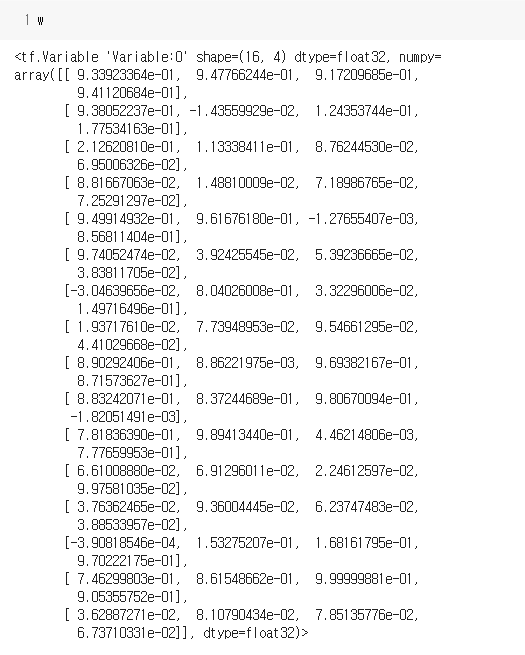 1 w
<tf.Variable 'Variable:0' shape=(16, 4) dtype=float32, numpy=
array([[ 9.33923364e-01, 9.47766244e-01, 9.17209685e-01,
9.41120684e-01],
[ 9.38052237e-01, -1.43559929e-02, 1.24353744e-01,
1.77534163e-01],
[ 2.12620810e-01, 1.13338411e-01, 8.76244530e-02,
6.95006326e-02],
[ 8.81667063e-02, 1.48810009e-02, 7.18986765e-02,
7.25291297e-02],
[ 9.49914932e-01, 9.61676180e-01, -1.27655407e-03,
8.56811404e-01],
[ 9.74052474e-02, 3.92425545e-02, 5.39236665e-02,
3.83811705e-02],
[-3.04639656e-02, 8.04026008e-01, 3.32296006e-02,
1.49716496e-01],
[ 1.93717610e-02, 7.73948953e-02, 9.54661295e-02,
4.41029668e-02],
[ 8.90292406e-01, 8.86221975e-03, 9.69382167e-01,
8.71573627e-01],
[ 8.83242071e-01, 8.37244689e-01, 9.80670094e-01,
-1.82051491e-03],
[ 7.81836390e-01, 9.89413440e-01, 4.46214806e-03,
7.77659953e-01],
[ 6.61008880e-02, 6.91296011e-02, 2.24612597e-02,
9.97581035e-02],
[ 3.76362465e-02, 9.36004445e-02, 6.23747483e-02,
3.88539957e-02],
[-3.90818546e-04, 1.53275207e-01, 1.68161795e-01,
9.70222175e-01],
[ 7.46299803e-01, 8.61548662e-01, 9.99999881e-01,
9.05355752e-01],
[ 3.62887271e-02, 8.10790434e-02, 7.85135776e-02,
6.73710331e-02]], dtype=float32)>